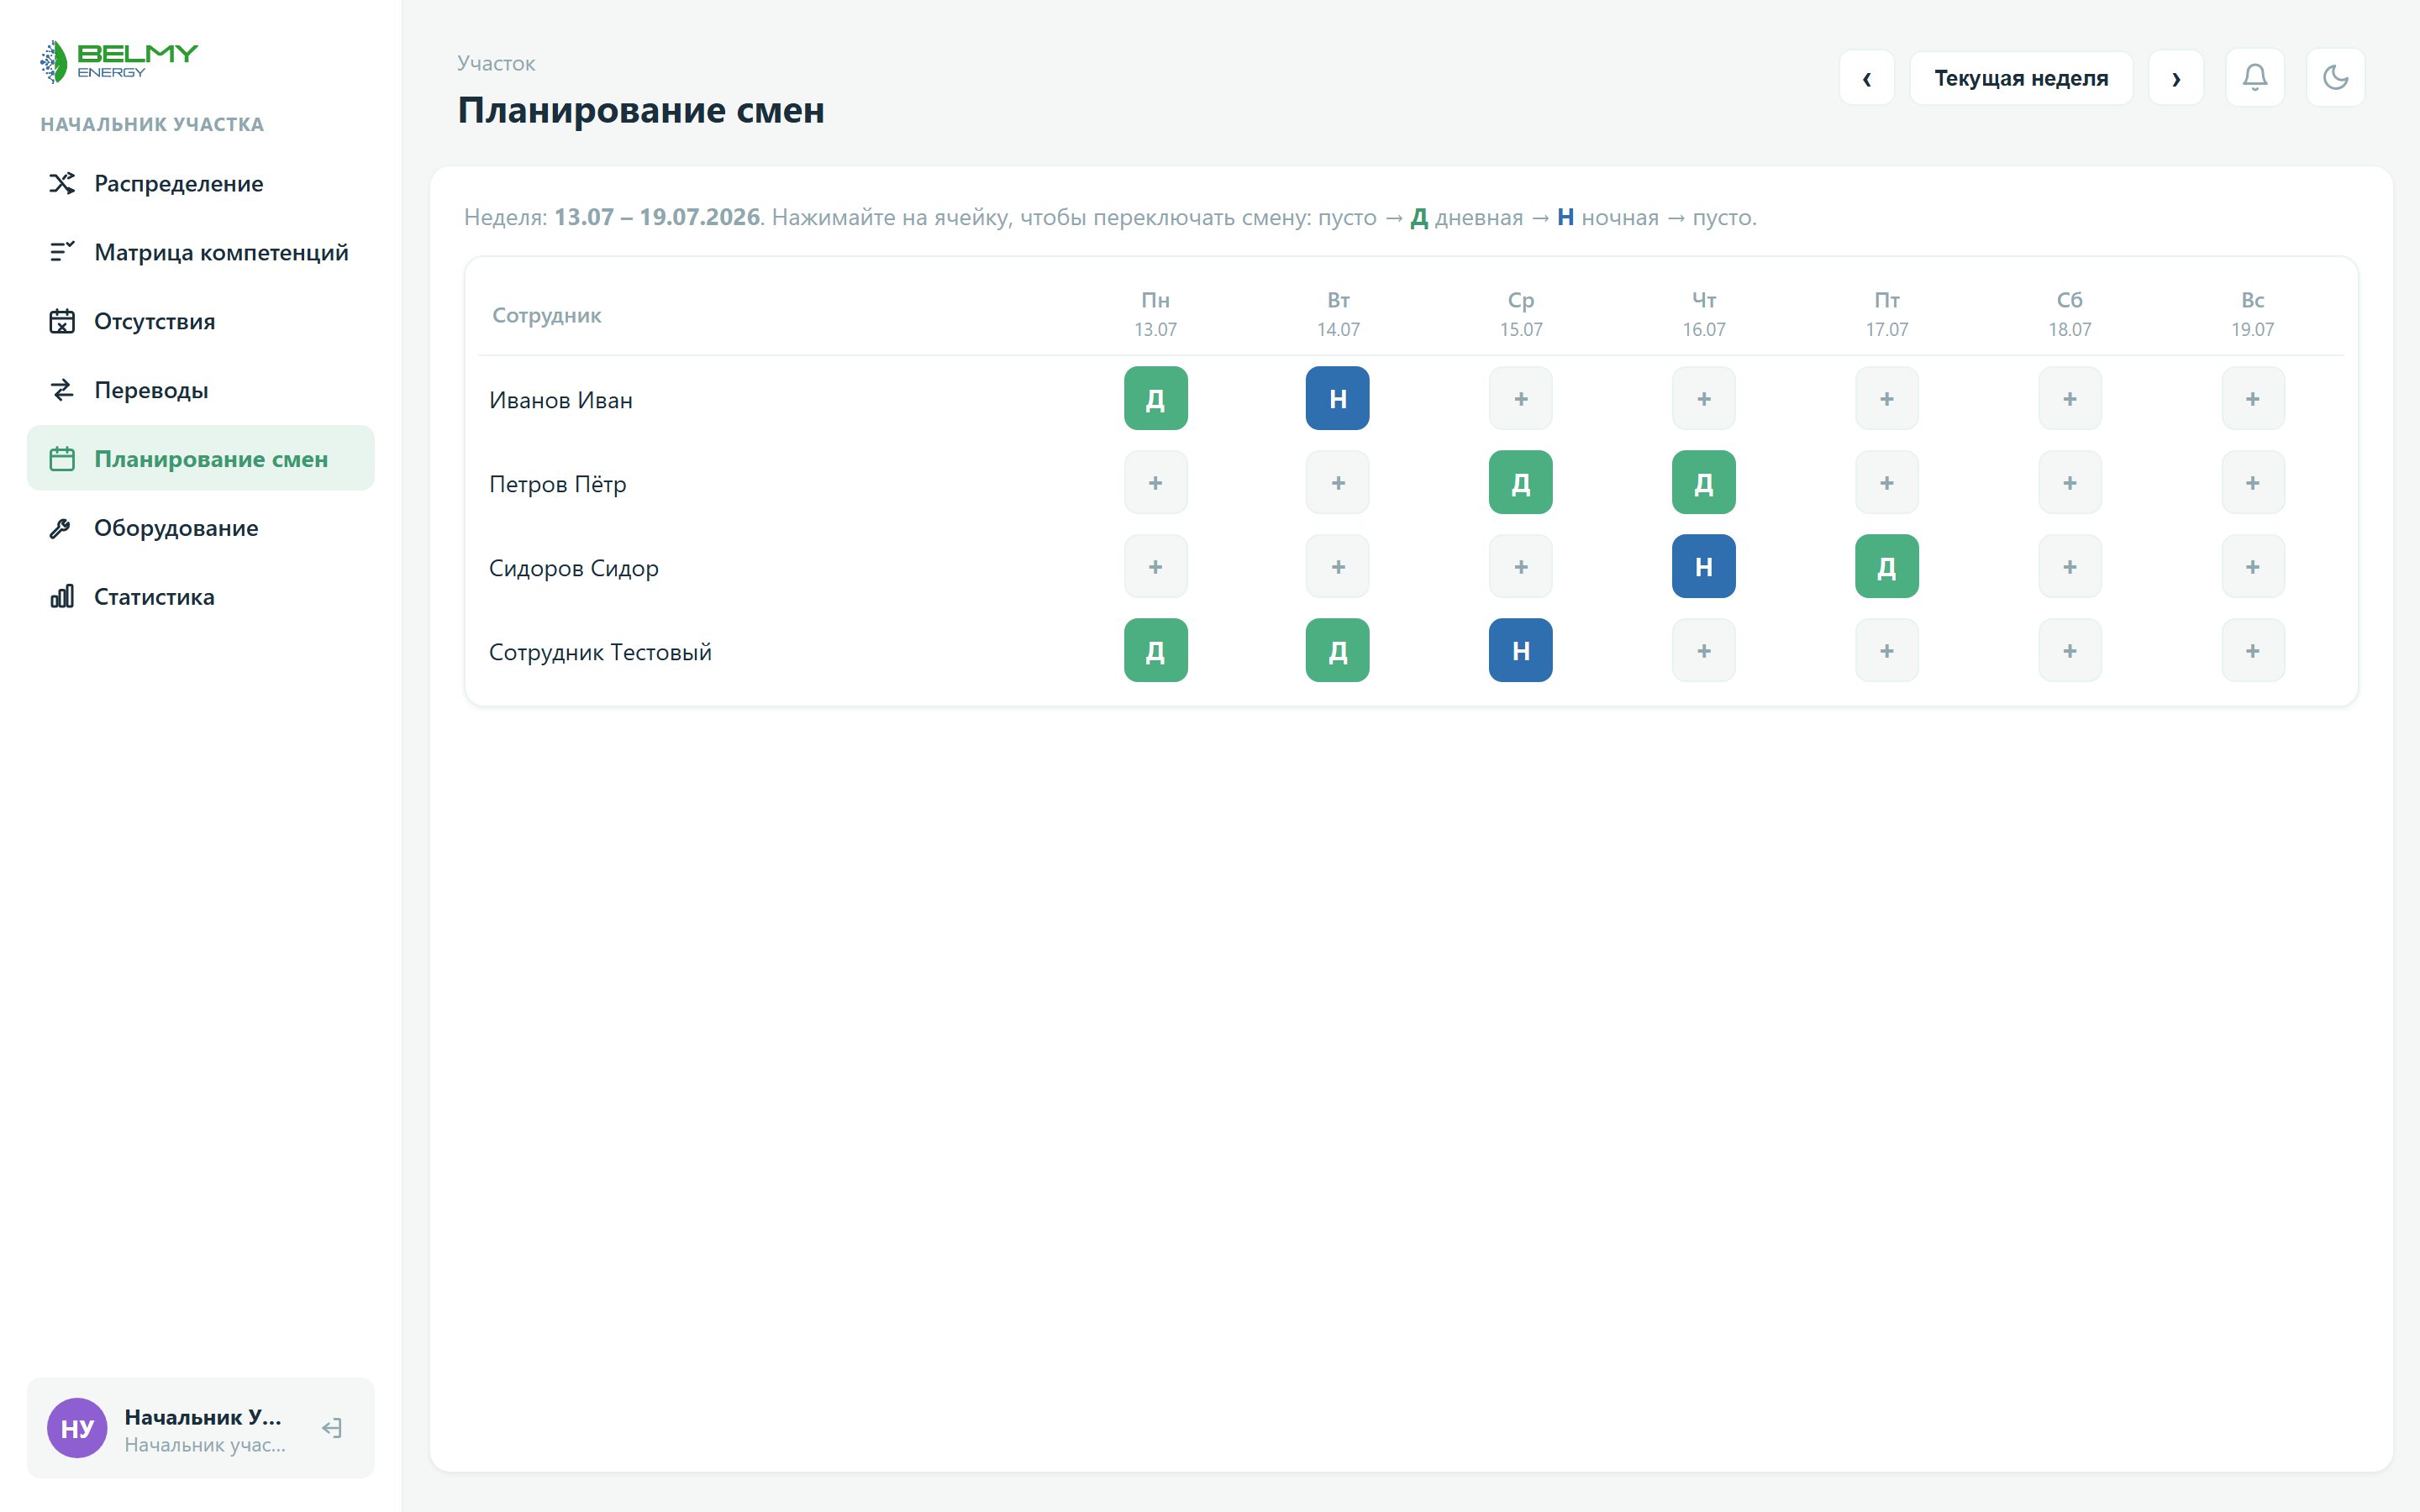 BELMY
ENERGY
НАЧАЛЬНИК УЧАСТКА
Распределение
Матрица компетенций
Отсутствия
Переводы
Планирование смен
Оборудование
Статистика
НУ
Начальник У...
Начальник учас...
Участок
Планирование смен
‹ Текущая неделя ›
Неделя: 13.07 – 19.07.2026. Нажимайте на ячейку, чтобы переключать смену: пусто → Д дневная → Н ночная → пусто.
Сотрудник Пн Вт Ср Чт Пт Сб Вс
13.07 14.07 15.07 16.07 17.07 18.07 19.07
Иванов Иван Д Н + + + + +
Петров Пётр + + Д Д + + +
Сидоров Сидор + + + Н Д + +
Сотрудник Тестовый Д Д Н + + + +